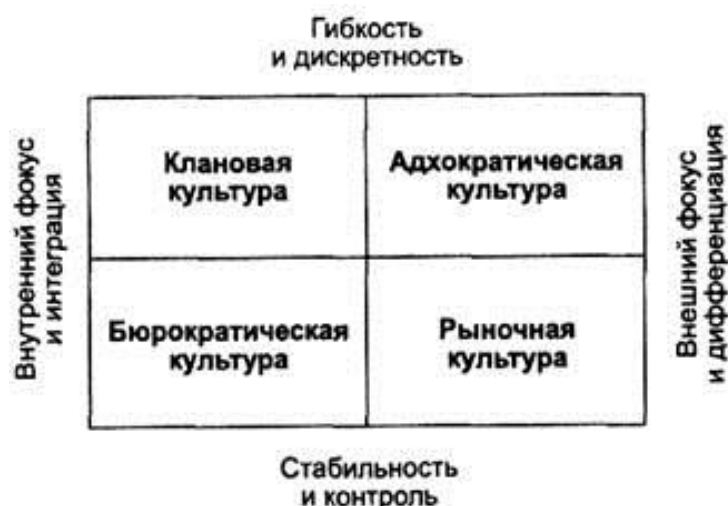 Гибкость
и дискретность
Внутренний фокус
и интеграция
Клановая
культура
Адхократическая
культура
Внешний фокус
и дифференциация
Бюрократическая
культура
Рыночная
культура
Стабильность
и контроль